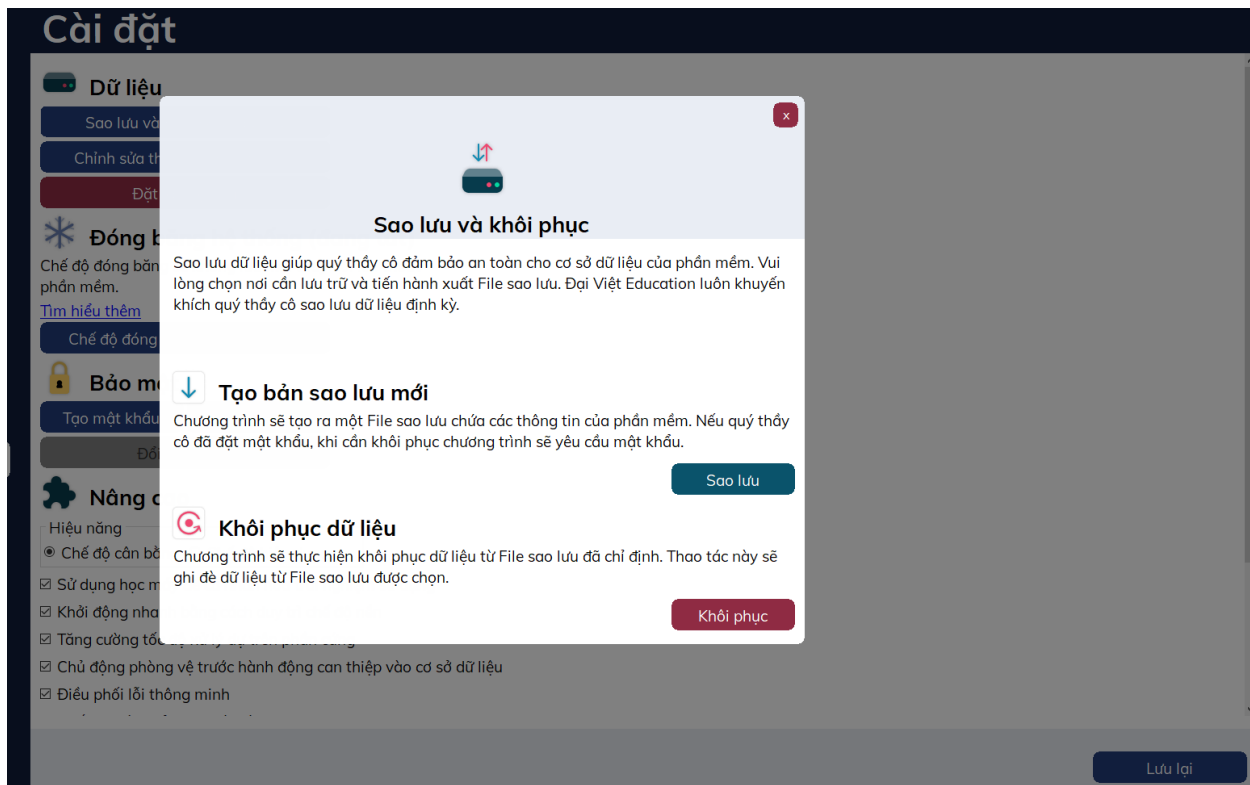 Cài đặt
Dữ liệu
Sao lưu và
Chỉnh sửa th
Đặt
Đóng b
Chế độ đóng băn
phần mềm.
Tìm hiểu thêm
Chế độ đóng
Bảo m
Tạo mật khẩu
Đổi
Nâng c
Hiệu năng
Chế độ cân bằ
Sử dụng học m
Khởi động nha
Tăng cường tốc
Chủ động phòng vệ trước hành động can thiệp vào cơ sở dữ liệu
Điều phối lỗi thông minh
x
Sao lưu và khôi phục
Sao lưu dữ liệu giúp quý thầy cô đảm bảo an toàn cho cơ sở dữ liệu của phần mềm. Vui
lòng chọn nơi cần lưu trữ và tiến hành xuất File sao lưu. Đại Việt Education luôn khuyến
khích quý thầy cô sao lưu dữ liệu định kỳ.
Tạo bản sao lưu mới
Chương trình sẽ tạo ra một File sao lưu chứa các thông tin của phần mềm. Nếu quý thầy
cô đã đặt mật khẩu, khi cần khôi phục chương trình sẽ yêu cầu mật khẩu.
Sao lưu
Khôi phục dữ liệu
Chương trình sẽ thực hiện khôi phục dữ liệu từ File sao lưu đã chỉ định. Thao tác này sẽ
ghi đè dữ liệu từ File sao lưu được chọn.
Khôi phục
Lưu lại